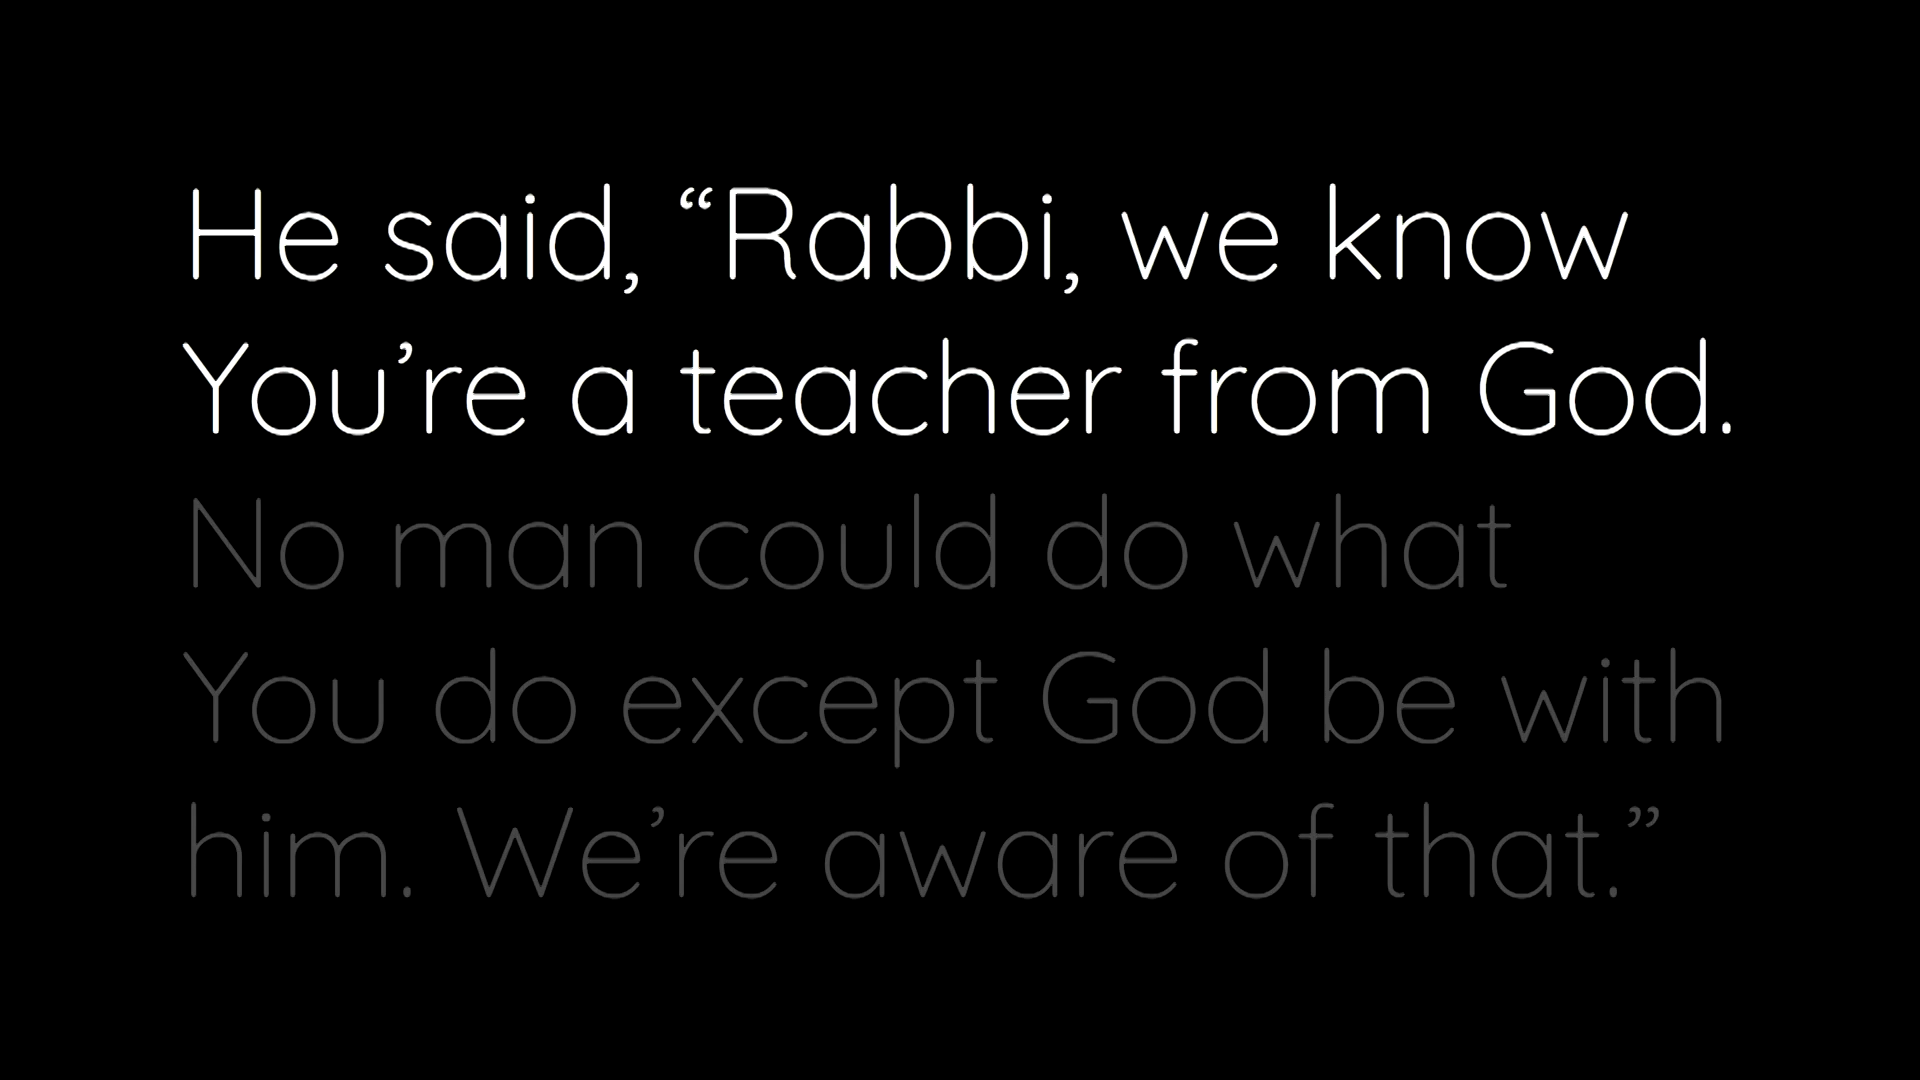 He said, “Rabbi, we know
You’re a teacher from God.
No man could do what
You do except God be with
him. We’re aware of that.”